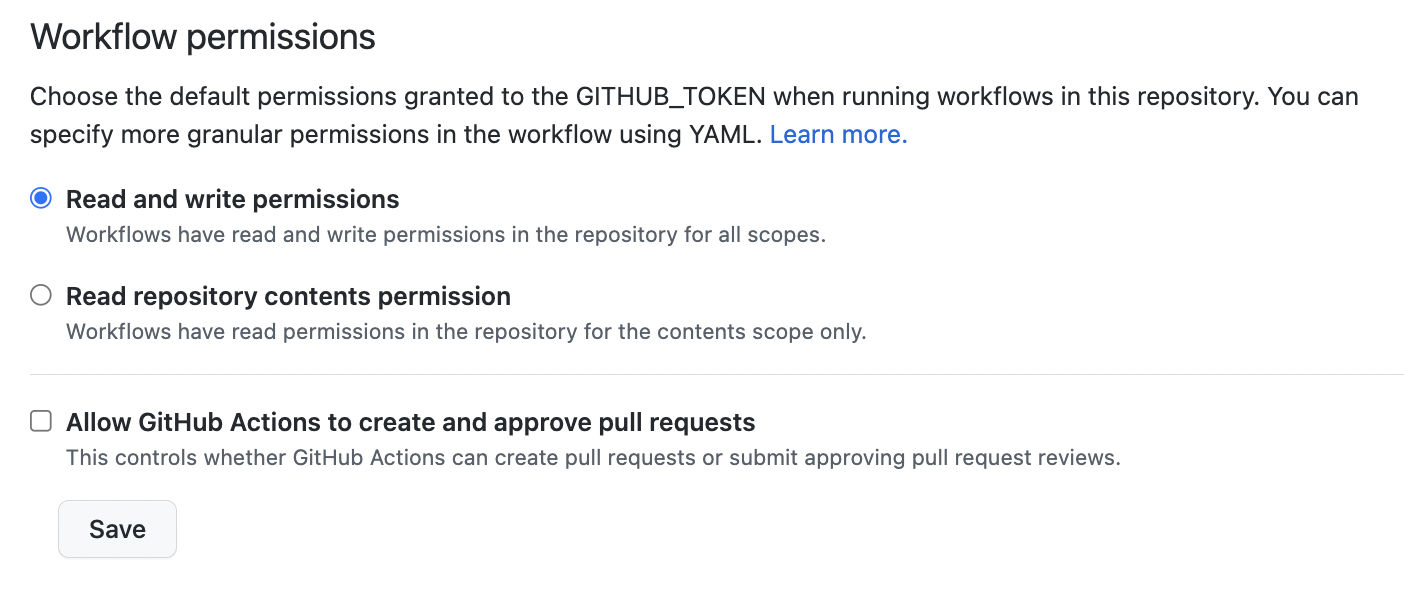 Workflow permissions
Choose the default permissions granted to the GITHUB_TOKEN when running workflows in this repository. You can
specify more granular permissions in the workflow using YAML. Learn more.
Read and write permissions
Workflows have read and write permissions in the repository for all scopes.
Read repository contents permission
Workflows have read permissions in the repository for the contents scope only.
Allow GitHub Actions to create and approve pull requests
This controls whether GitHub Actions can create pull requests or submit approving pull request reviews.
Save